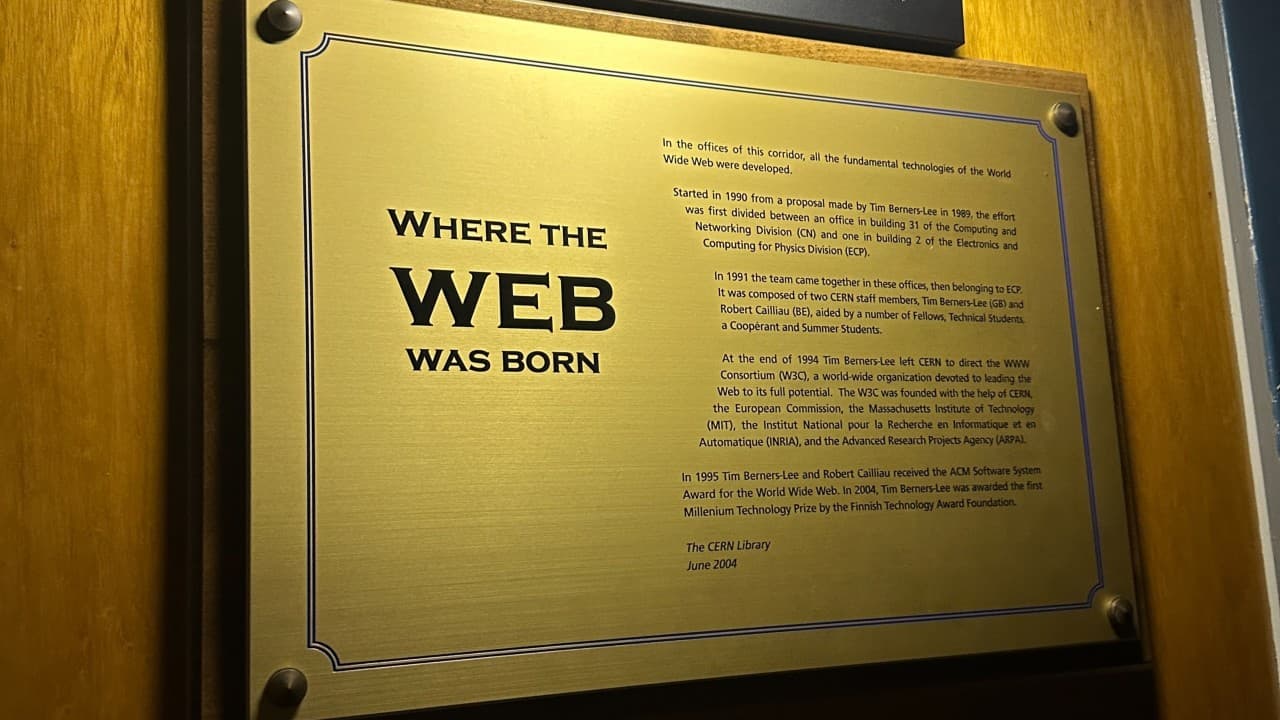 WHERE THE
WEB
WAS BORN
In the offices of this corridor, all the fundamental technologies of the World
Wide Web were developed.
Started in 1990 from a proposal made by Tim Berners-Lee in 1989, the effort
was first divided between an office in building 31 of the Computing and
Networking Division (CN) and one in building 2 of the Electronics and
Computing for Physics Division (ECP).
In 1991 the team came together in these offices, then belonging to ECP.
It was composed of two CERN staff members, Tim Berners-Lee (GB) and
Robert Cailliau (BE), aided by a number of Fellows, Technical Students,
a Coopérant and Summer Students.
At the end of 1994 Tim Berners-Lee left CERN to direct the WWW
Consortium (W3C), a world-wide organization devoted to leading the
Web to its full potential. The W3C was founded with the help of CERN,
the European Commission, the Massachusetts Institute of Technology
(MIT), the Institut National pour la Recherche en Informatique et en
Automatique (INRIA), and the Advanced Research Projects Agency (ARPA).
In 1995 Tim Berners-Lee and Robert Cailliau received the ACM Software System
Award for the World Wide Web. In 2004, Tim Berners-Lee was awarded the first
Millenium Technology Prize by the Finnish Technology Award Foundation.
The CERN Library
June 2004